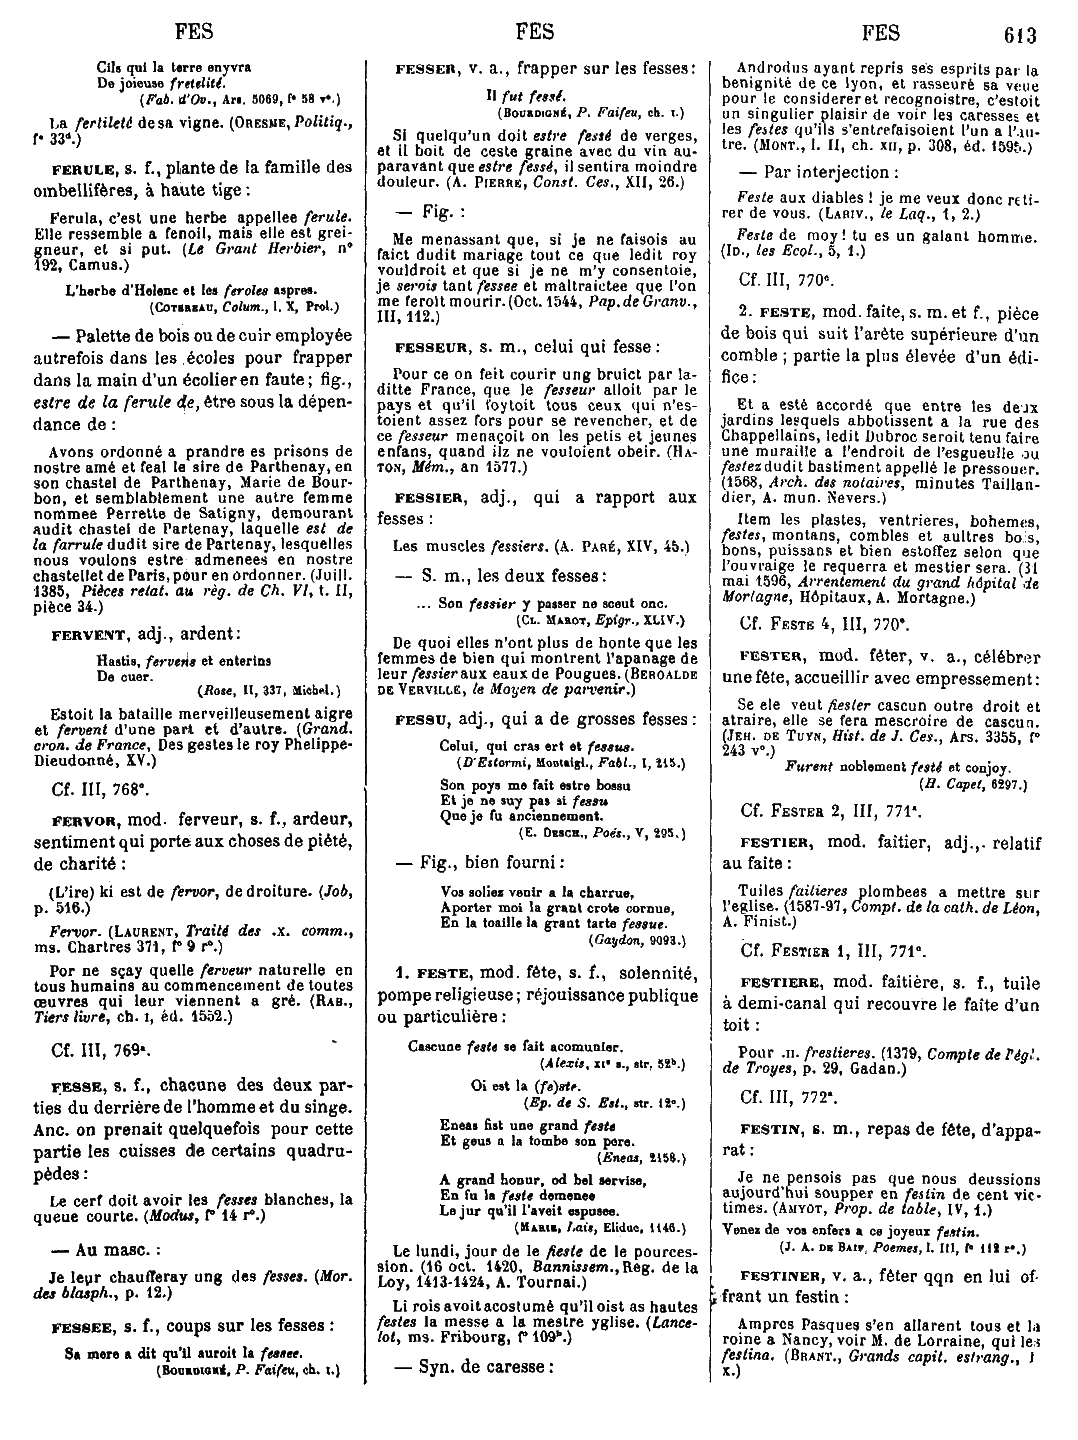 FES
FES
FES
613
Cils qui la terre enyvra
De joieuse fretelité.
(Fab. d'Ov., Ars. 5069, f° 58 v°.)
La fertileté de sa vigne. (ORESME, Politiq.,
f° 33ᵃ.)
FERULE, s. f., plante de la famille des
ombellifères, à haute tige :
Ferula, c'est une herbe appellee ferule.
Elle ressemble a fenoil, mais elle est grei-
gneur, et si put. (Le Grant Herbier, n°
192, Camus.)
L'herbe d'Helene et les feroles aspres.
(COTEREAU, Colum., l. X, Prol.)
— Palette de bois ou de cuir employée
autrefois dans les écoles pour frapper
dans la main d'un écolier en faute ; fig.,
estre de la ferule de, être sous la dépen-
dance de :
Avons ordonné a prandre es prisons de
nostre amé et feal le sire de Parthenay, en
son chastel de Parthenay, Marie de Bour-
bon, et semblablement une autre femme
nommee Perrette de Satigny, demourant
audit chastel de Partenay, laquelle est de
la farrule dudit sire de Partenay, lesquelles
nous voulons estre admenees en nostre
chastellet de Paris, pour en ordonner. (Juill.
1385, Pièces relat. au règ. de Ch. VI, t. II,
pièce 34.)
FERVENT, adj., ardent :
Hastis, fervens et enterins
De cuer.
(Rose, II, 337, Michel.)
Estoit la bataille merveilleusement aigre
et fervent d'une part et d'autre. (Grand.
cron. de France, Des gestes le roy Phelippe-
Dieudonné, XV.)
Cf. III, 768ᶜ.
FERVOR, mod. ferveur, s. f., ardeur,
sentiment qui porte aux choses de piété,
de charité :
(L'ire) ki est de fervor, de droiture. (Job,
p. 516.)
Fervor. (LAURENT, Traité des .x. comm.,
ms. Chartres 371, f° 9 r°.)
Por ne sçay quelle ferveur naturelle en
tous humains au commencement de toutes
œuvres qui leur viennent a gré. (RAB.,
Tiers livre, ch. I, éd. 1552.)
Cf. III, 769ᵃ.
FESSE, s. f., chacune des deux par-
ties du derrière de l'homme et du singe.
Anc. on prenait quelquefois pour cette
partie les cuisses de certains quadru-
pèdes :
Le cerf doit avoir les fesses blanches, la
queue courte. (Modus, f° 14 r°.)
— Au masc. :
Je leur chaufferay ung des fesses. (Mor.
des blasph., p. 12.)
FESSEE, s. f., coups sur les fesses :
Sa mere a dit qu'il auroit la fessee.
(BOURDIGNÉ, P. Faifeu, ch. I.)
FESSER, v. a., frapper sur les fesses :
Il fut fessé.
(BOURDIGNÉ, P. Faifeu, ch. I.)
Si quelqu'un doit estre fessé de verges,
et il boit de ceste graine avec du vin au-
paravant que estre fessé, il sentira moindre
douleur. (A. PIERRE, Const. Ces., XII, 26.)
— Fig. :
Me menassant que, si je ne faisois au
faict dudit mariage tout ce que ledit roy
vouldroit et que si je ne m'y consentoie,
je serois tant fessee et maltraictee que l'on
me feroit mourir. (Oct. 1544, Pap. de Granv.,
III, 112.)
FESSEUR, s. m., celui qui fesse :
Pour ce on feit courir ung bruict par la-
ditte France, que le fesseur alloit par le
pays et qu'il foytoit tous ceux qui n'es-
toient assez fors pour se revencher, et de
ce fesseur menaçoit on les petis et jeunes
enfans, quand ilz ne vouloient obeir. (HA-
TON, Mém., an 1577.)
FESSIER, adj., qui a rapport aux
fesses :
Les muscles fessiers. (A. PARÉ, XIV, 45.)
— S. m., les deux fesses :
... Son fessier y passer ne sceut onc.
(CL. MAROT, Epigr., XLIV.)
De quoi elles n'ont plus de honte que les
femmes de bien qui montrent l'apanage de
leur fessier aux eaux de Pougues. (BEROALDE
DE VERVILLE, le Moyen de parvenir.)
FESSU, adj., qui a de grosses fesses :
Celui, qui cras ert et fessus.
(D'Estormi, Montaigl., Fabl., I, 215.)
Son poys me fait estre bossu
Et je ne suy pas si fessu
Que je fu anciennement.
(E. DESCH., Poés., V, 295.)
— Fig., bien fourni :
Vos soliez venir a la charrue,
Aporter moi la grant crote cornue,
En la toaille la grant tarte fessue.
(Gaydon, 9093.)
1. FESTE, mod. fête, s. f., solennité,
pompe religieuse ; réjouissance publique
ou particulière :
Cascune feste se fait acomunier.
(Alexis, XIᵉ s., str. 52ᵇ.)
Oi est la (fe)ste.
(Ep. de S. Est., str. 12ᵃ.)
Eneas fist une grand feste
Et geus a la tombe son pere.
(Eneas, 2158.)
A grand honur, od bel servise,
En fu la feste demenee
Le jur qu'il l'aveit espusee.
(MARIE, Lais, Eliduc, 1146.)
Le lundi, jour de le fieste de le pources-
sion. (16 oct. 1420, Bannissem., Reg. de la
Loy, 1413-1424, A. Tournai.)
Li rois avoit acostumé qu'il oist as hautes
festes la messe a la mestre yglise. (Lance-
lot, ms. Fribourg, f° 109ᵇ.)
— Syn. de caresse :
Androdus ayant repris ses esprits par la
benignité de ce lyon, et rasseuré sa veue
pour le considerer et recognoistre, c'estoit
un singulier plaisir de voir les caresses et
les festes qu'ils s'entrefaisoient l'un a l'au-
tre. (MONT., l. II, ch. XII, p. 308, éd. 1595.)
— Par interjection :
Feste aux diables ! je me veux donc reti-
rer de vous. (LARIV., le Laq., 1, 2.)
Feste de moy ! tu es un galant homme.
(ID., les Ecol., 5, 1.)
Cf. III, 770ᵃ.
2. FESTE, mod. faîte, s. m. et f., pièce
de bois qui suit l'arête supérieure d'un
comble ; partie la plus élevée d'un édi-
fice :
Et a esté accordé que entre les deux
jardins lesquels abbotissent a la rue des
Chappellains, ledit Dubroc seroit tenu faire
une muraille a l'endroit de l'esgueulle ou
festez dudit bastiment appellé le pressouer.
(1568, Arch. des notaires, minutes Taillan-
dier, A. mun. Nevers.)
Item les plastes, ventrieres, bohemes,
festes, montans, combles et aultres bois,
bons, puissans et bien estoffez selon que
l'ouvraige le requerra et mestier sera. (31
mai 1596, Arrentement du grand hôpital de
Mortagne, Hôpitaux, A. Mortagne.)
Cf. FESTE 4, III, 770ᶜ.
FESTER, mod. fêter, v. a., célébrer
une fête, accueillir avec empressement :
Se ele veut fiester cascun outre droit et
atraire, elle se fera mescroire de cascun.
(JEH. DE TUYN, Hist. de J. Ces., Ars. 3355, f°
243 v°.)
Furent noblement festé et conjoy.
(H. Capet, 6297.)
Cf. FESTER 2, III, 771ᵃ.
FESTIER, mod. faitier, adj., relatif
au faite :
Tuiles failieres plombees a mettre sur
l'eglise. (1587-97, Compt. de la cath. de Léon,
A. Finist.)
Cf. FESTIER 1, III, 771ᵃ.
FESTIERE, mod. faitière, s. f., tuile
à demi-canal qui recouvre le faîte d'un
toit :
Pour .II. frestieres. (1379, Compte de l'égl.
de Troyes, p. 29, Gadan.)
Cf. III, 772ᵃ.
FESTIN, s. m., repas de fête, d'appa-
rat :
Je ne pensois pas que nous deussions
aujourd'hui soupper en festin de cent vic-
times. (AMYOT, Prop. de table, IV, 1.)
Venez de vos enfers a ce joyeux festin.
(J. A. DE BAIF, Poemes, l. III, f° 112 r°.)
FESTINER, v. a., fêter qqn en lui of-
frant un festin :
Ampres Pasques s'en allarent tous et la
roine a Nancy, voir M. de Lorraine, qui les
festina. (BRANT., Grands capit. estrang., I
X.)